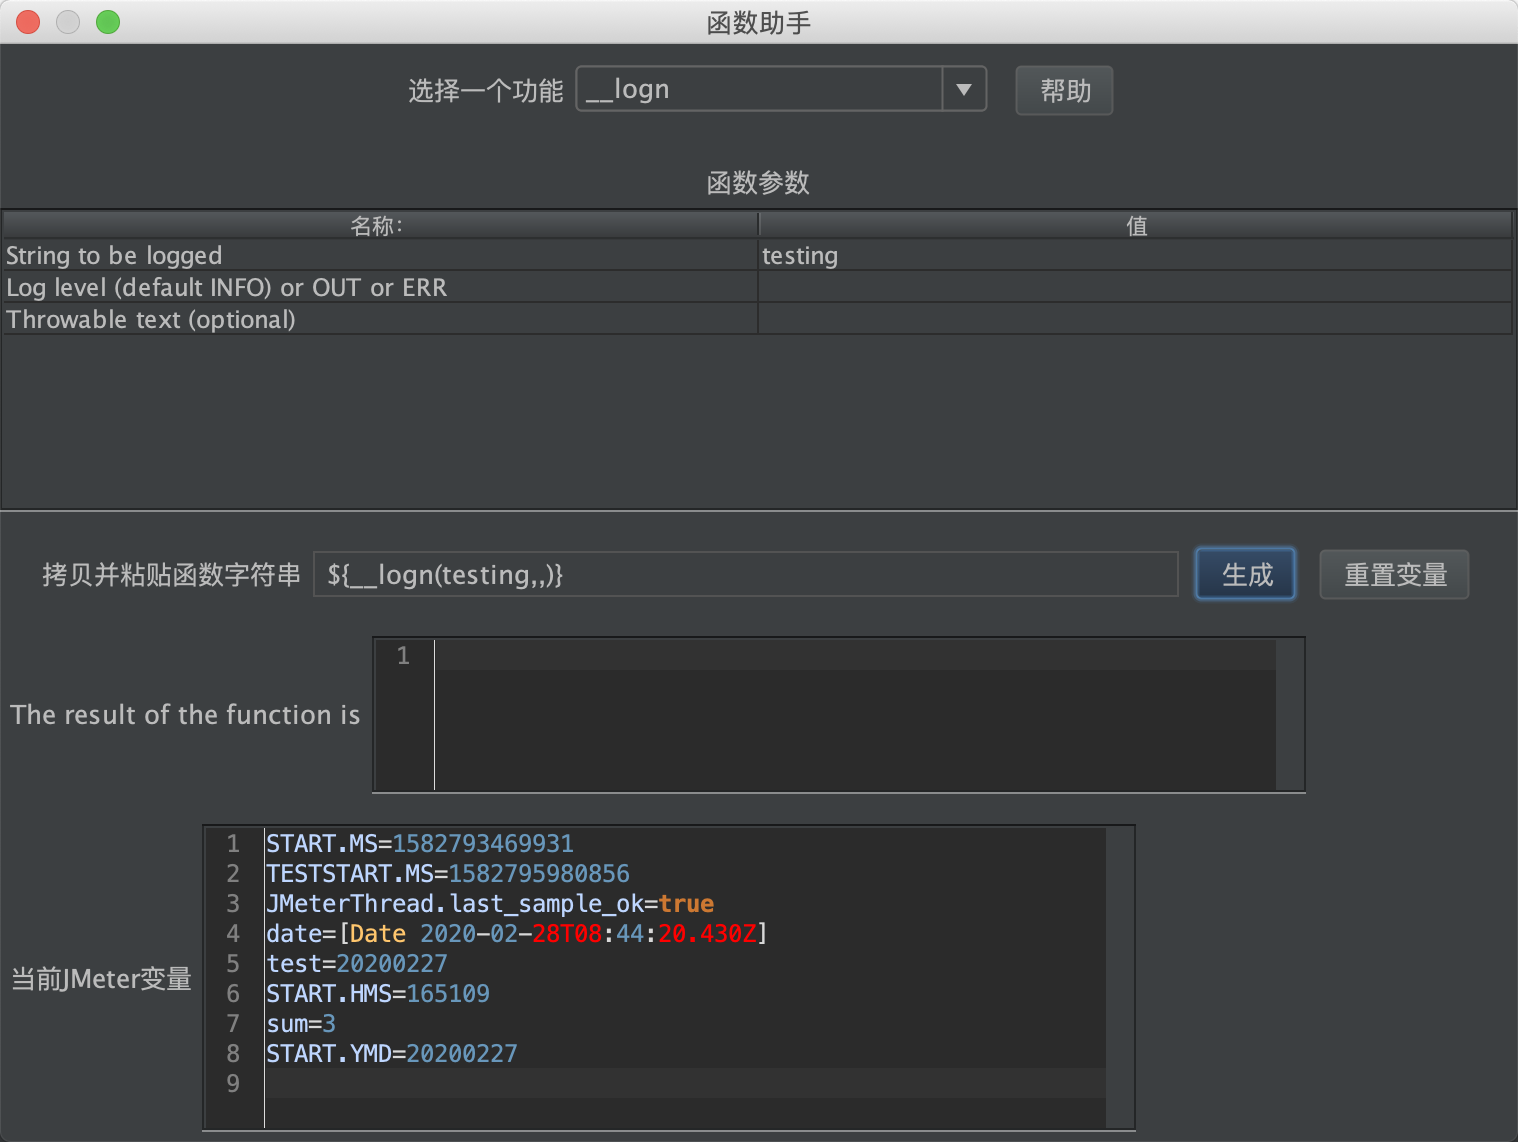 函数助手
选择一个功能 __logn 帮助
函数参数
名称: 值
String to be logged testing
Log level (default INFO) or OUT or ERR
Throwable text (optional)
拷贝并粘贴函数字符串 ${__logn(testing,,)} 生成 重置变量
1
The result of the function is
当前JMeter变量
1 START.MS=1582793469931
2 TESTSTART.MS=1582795980856
3 JMeterThread.last_sample_ok=true
4 date=[Date 2020-02-28T08:44:20.430Z]
5 test=20200227
6 START.HMS=165109
7 sum=3
8 START.YMD=20200227
9